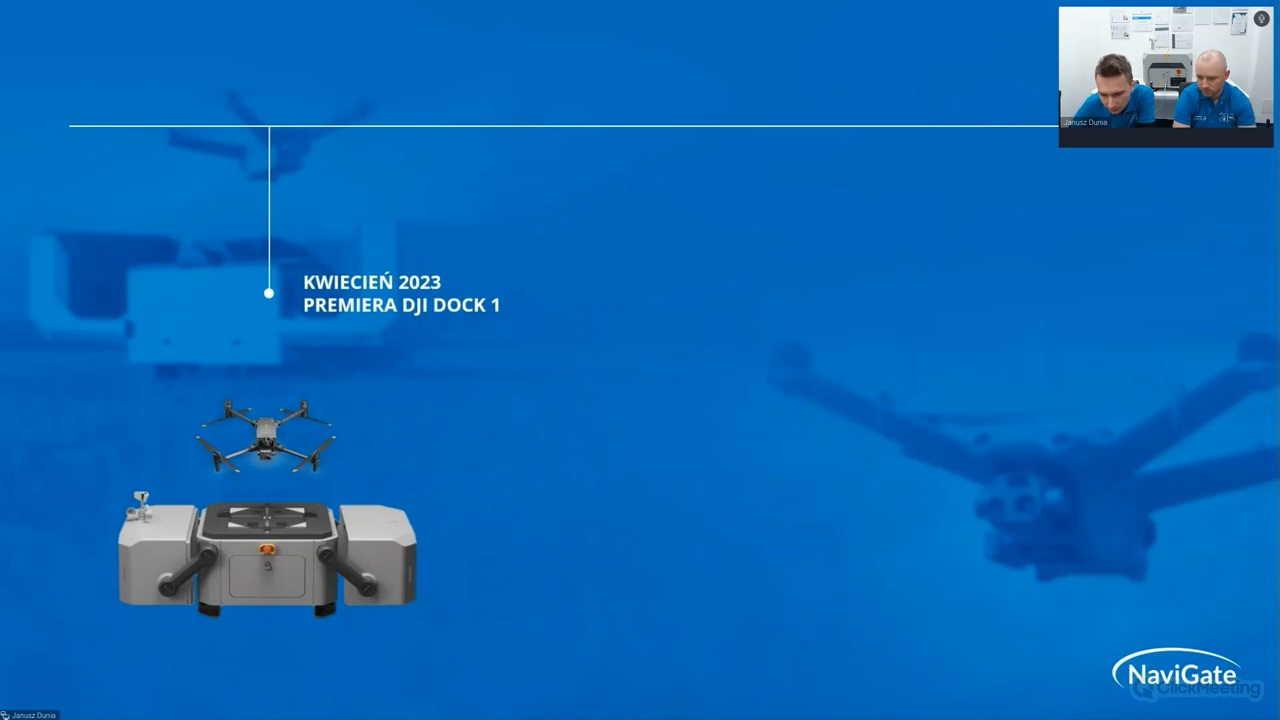 Janusz Dunia
KWIECIEŃ 2023
PREMIERA DJI DOCK 1
NaviGate
ClickMeeting
Janusz Dunia